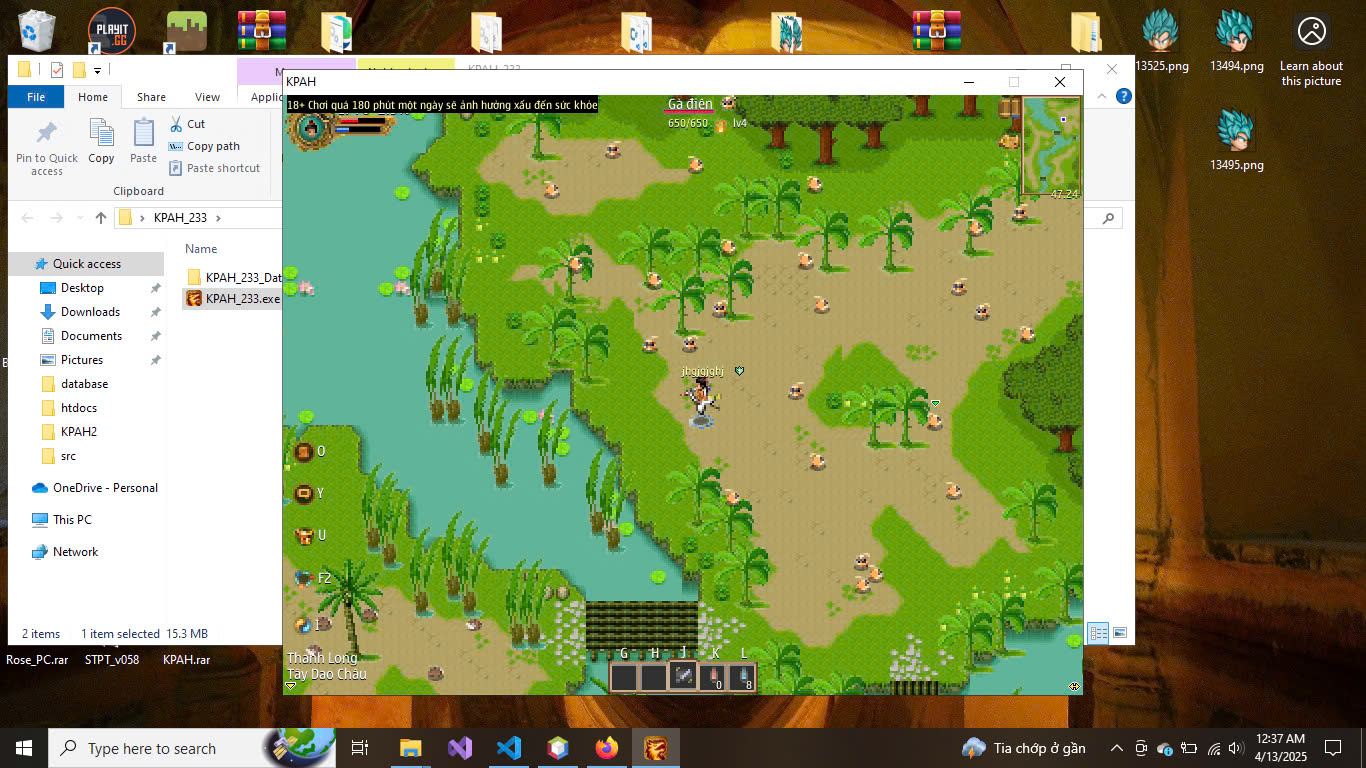 PLAYIT
.GG
13525.png
13494.png
Learn about
this picture
13495.png
KPAH_233
File
Home
Share
View
Pin to Quick
access
Copy
Paste
Cut
Copy path
Paste shortcut
Clipboard
KPAH_233
Name
Quick access
Desktop
Downloads
Documents
Pictures
database
htdocs
KPAH2
src
OneDrive - Personal
This PC
Network
KPAH_233_Dat
KPAH_233.exe
2 items
1 item selected
15.3 MB
KPAH
18+ Chơi quá 180 phút một ngày sẽ ảnh hưởng xấu đến sức khỏe
Gà điên
650/650
lv4
47.24
jbgjgjgbj
O
Y
U
F2
I
Thanh Long
Tây Dao Châu
G H J K L
0
8
Rose_PC.rar
STPT_v058
KPAH.rar
Type here to search
Tia chớp ở gần
12:37 AM
4/13/2025